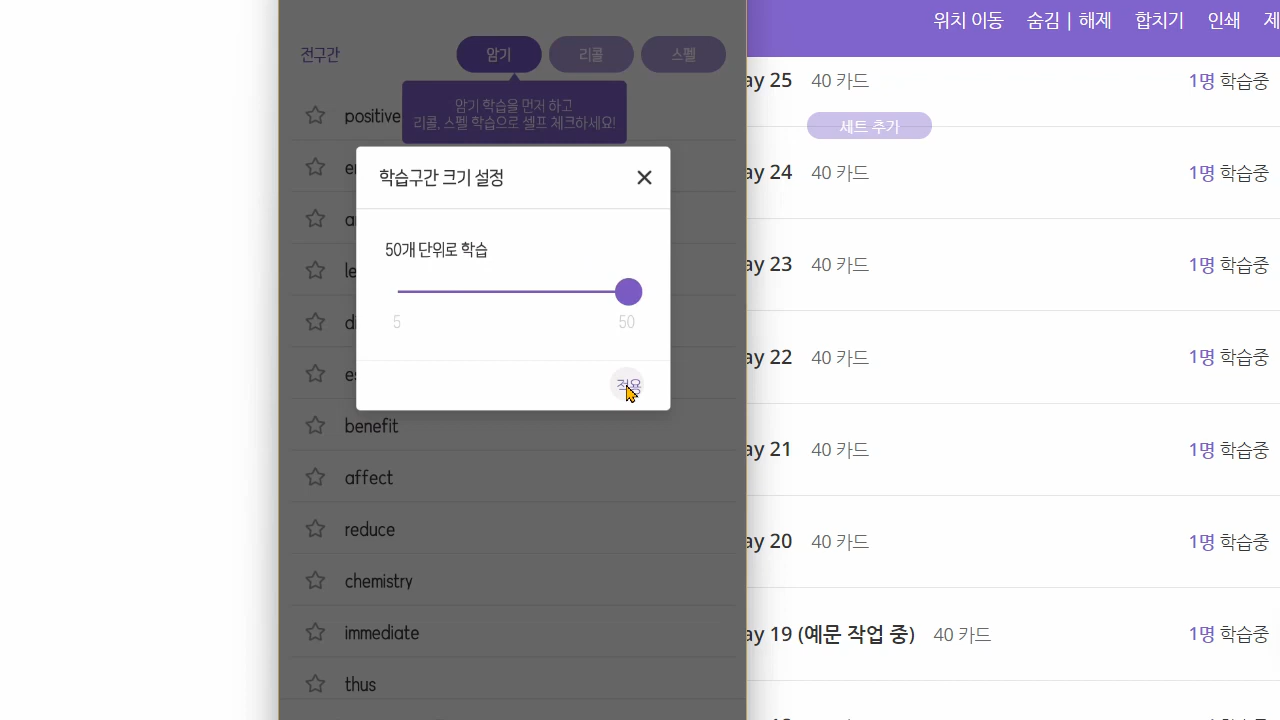 위치 이동 숨김 | 해제 합치기 인쇄
전구간 암기 리콜 스펠
암기 학습을 먼저 하고
리콜, 스펠 학습으로 셀프 체크하세요!
positive
학습구간 크기 설정
50개 단위로 학습
5 50
적용
benefit
affect
reduce
chemistry
immediate
thus
ay 25 40 카드 1명 학습중
세트 추가
ay 24 40 카드 1명 학습중
ay 23 40 카드 1명 학습중
ay 22 40 카드 1명 학습중
ay 21 40 카드 1명 학습중
ay 20 40 카드 1명 학습중
ay 19 (예문 작업 중) 40 카드 1명 학습중